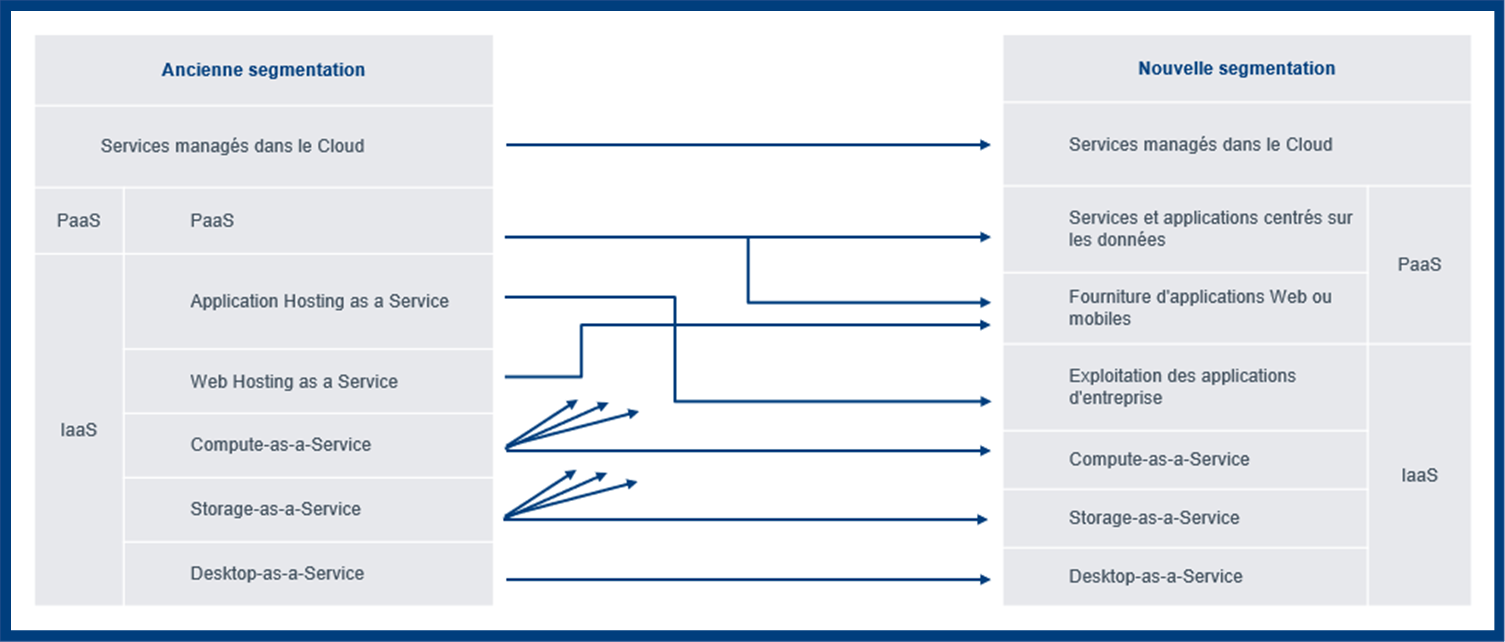 Ancienne segmentation
Services managés dans le Cloud
PaaS
PaaS
Application Hosting as a Service
Web Hosting as a Service
IaaS
Compute-as-a-Service
Storage-as-a-Service
Desktop-as-a-Service
Nouvelle segmentation
Services managés dans le Cloud
Services et applications centrés sur
les données
PaaS
Fourniture d'applications Web ou
mobiles
Exploitation des applications
d'entreprise
Compute-as-a-Service
IaaS
Storage-as-a-Service
Desktop-as-a-Service